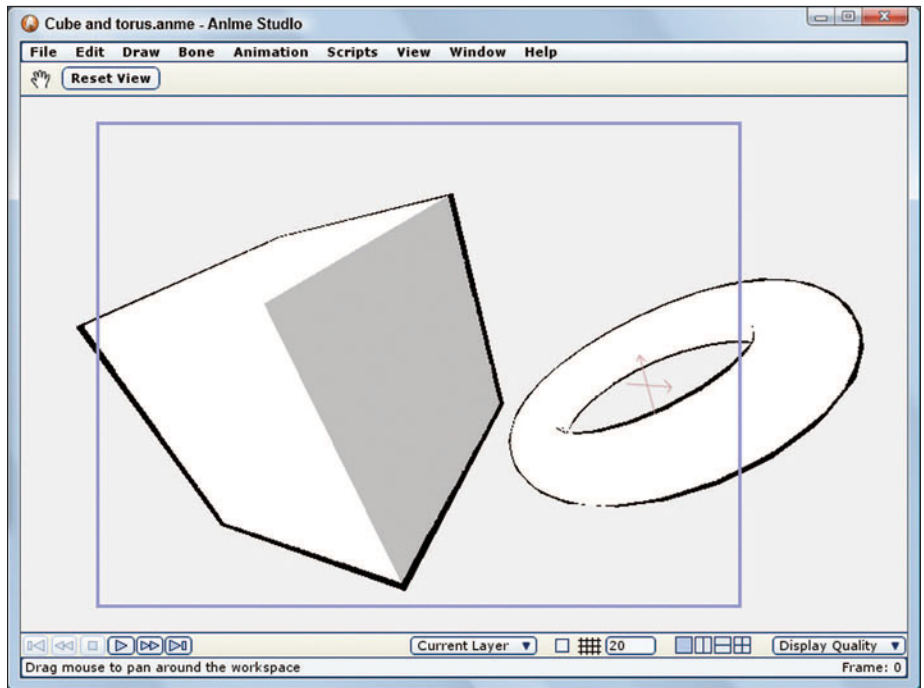 Cube and torus.anme - Anime Studio
File Edit Draw Bone Animation Scripts View Window Help
Reset View
Current Layer 20 Display Quality
Drag mouse to pan around the workspace Frame: 0